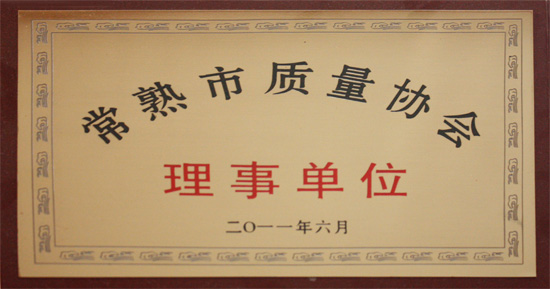 常熟市质量协会
理事单位
二〇一一年六月